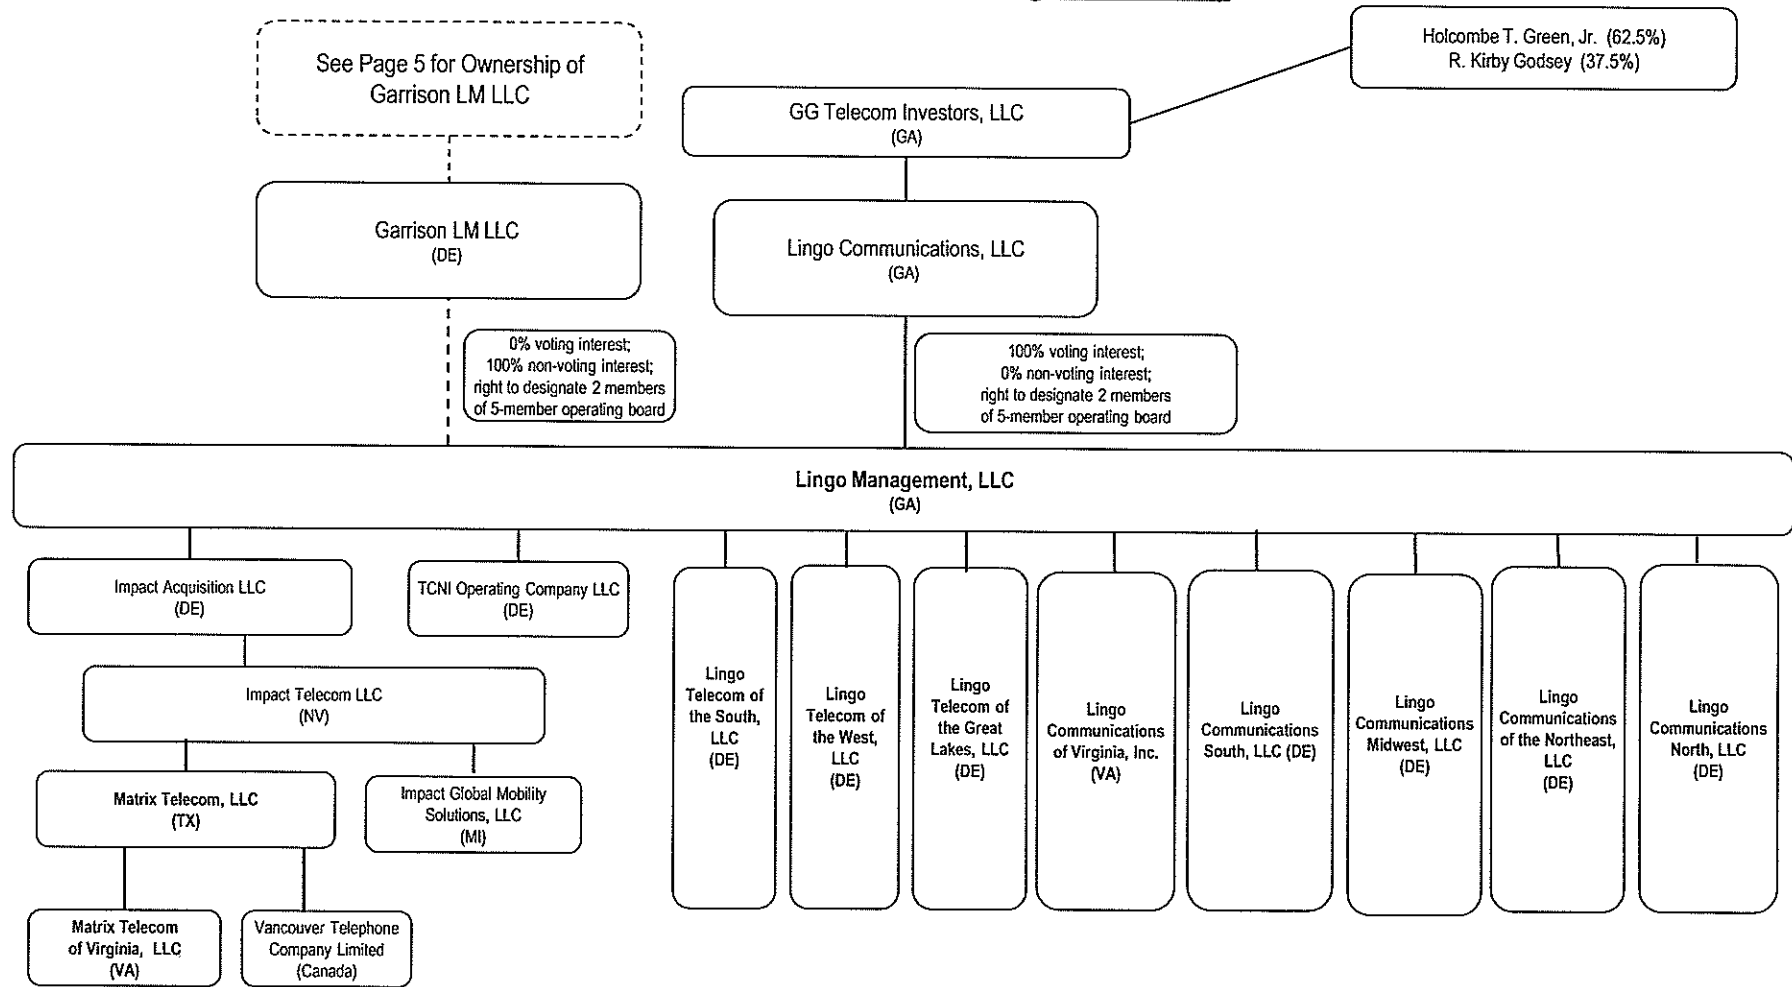 See Page 5 for Ownership of
Garrison LM LLC
Holcombe T. Green, Jr. (62.5%)
R. Kirby Godsey (37.5%)
GG Telecom Investors, LLC
(GA)
Garrison LM LLC
(DE)
Lingo Communications, LLC
(GA)
0% voting interest;
100% non-voting interest;
right to designate 2 members
of 5-member operating board
100% voting interest;
0% non-voting interest;
right to designate 2 members
of 5-member operating board
Lingo Management, LLC
(GA)
Impact Acquisition LLC
(DE)
TCNI Operating Company LLC
(DE)
Impact Telecom LLC
(NV)
Matrix Telecom, LLC
(TX)
Impact Global Mobility
Solutions, LLC
(MI)
Matrix Telecom
of Virginia, LLC
(VA)
Vancouver Telephone
Company Limited
(Canada)
Lingo
Telecom of
the South,
LLC
(DE)
Lingo
Telecom of
the West,
LLC
(DE)
Lingo
Telecom of
the Great
Lakes, LLC
(DE)
Lingo
Communications
of Virginia, Inc.
(VA)
Lingo
Communications
South, LLC (DE)
Lingo
Communications
Midwest, LLC
(DE)
Lingo
Communications
of the Northeast,
LLC
(DE)
Lingo
Communications
North, LLC
(DE)